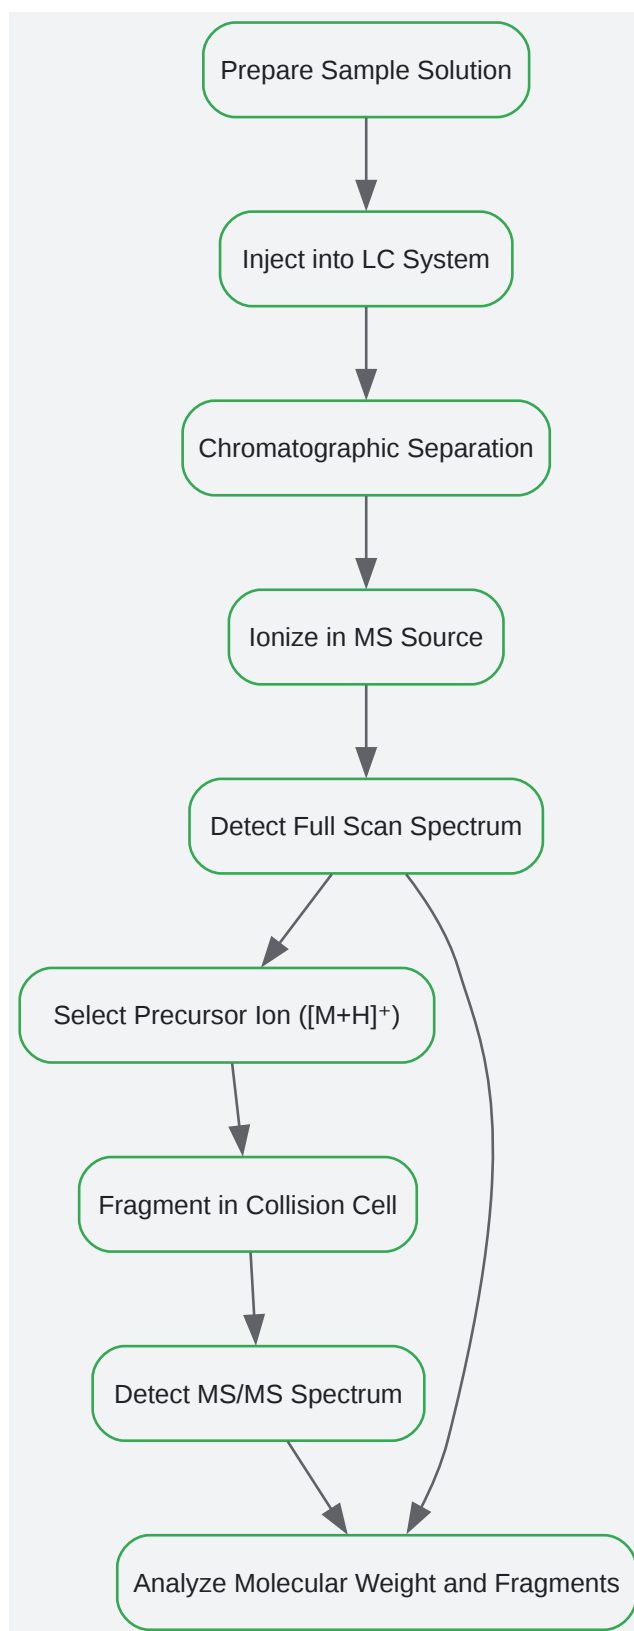 Prepare Sample Solution
Inject into LC System
Chromatographic Separation
Ionize in MS Source
Detect Full Scan Spectrum
Select Precursor Ion ([M+H]⁺)
Fragment in Collision Cell
Detect MS/MS Spectrum
Analyze Molecular Weight and Fragments